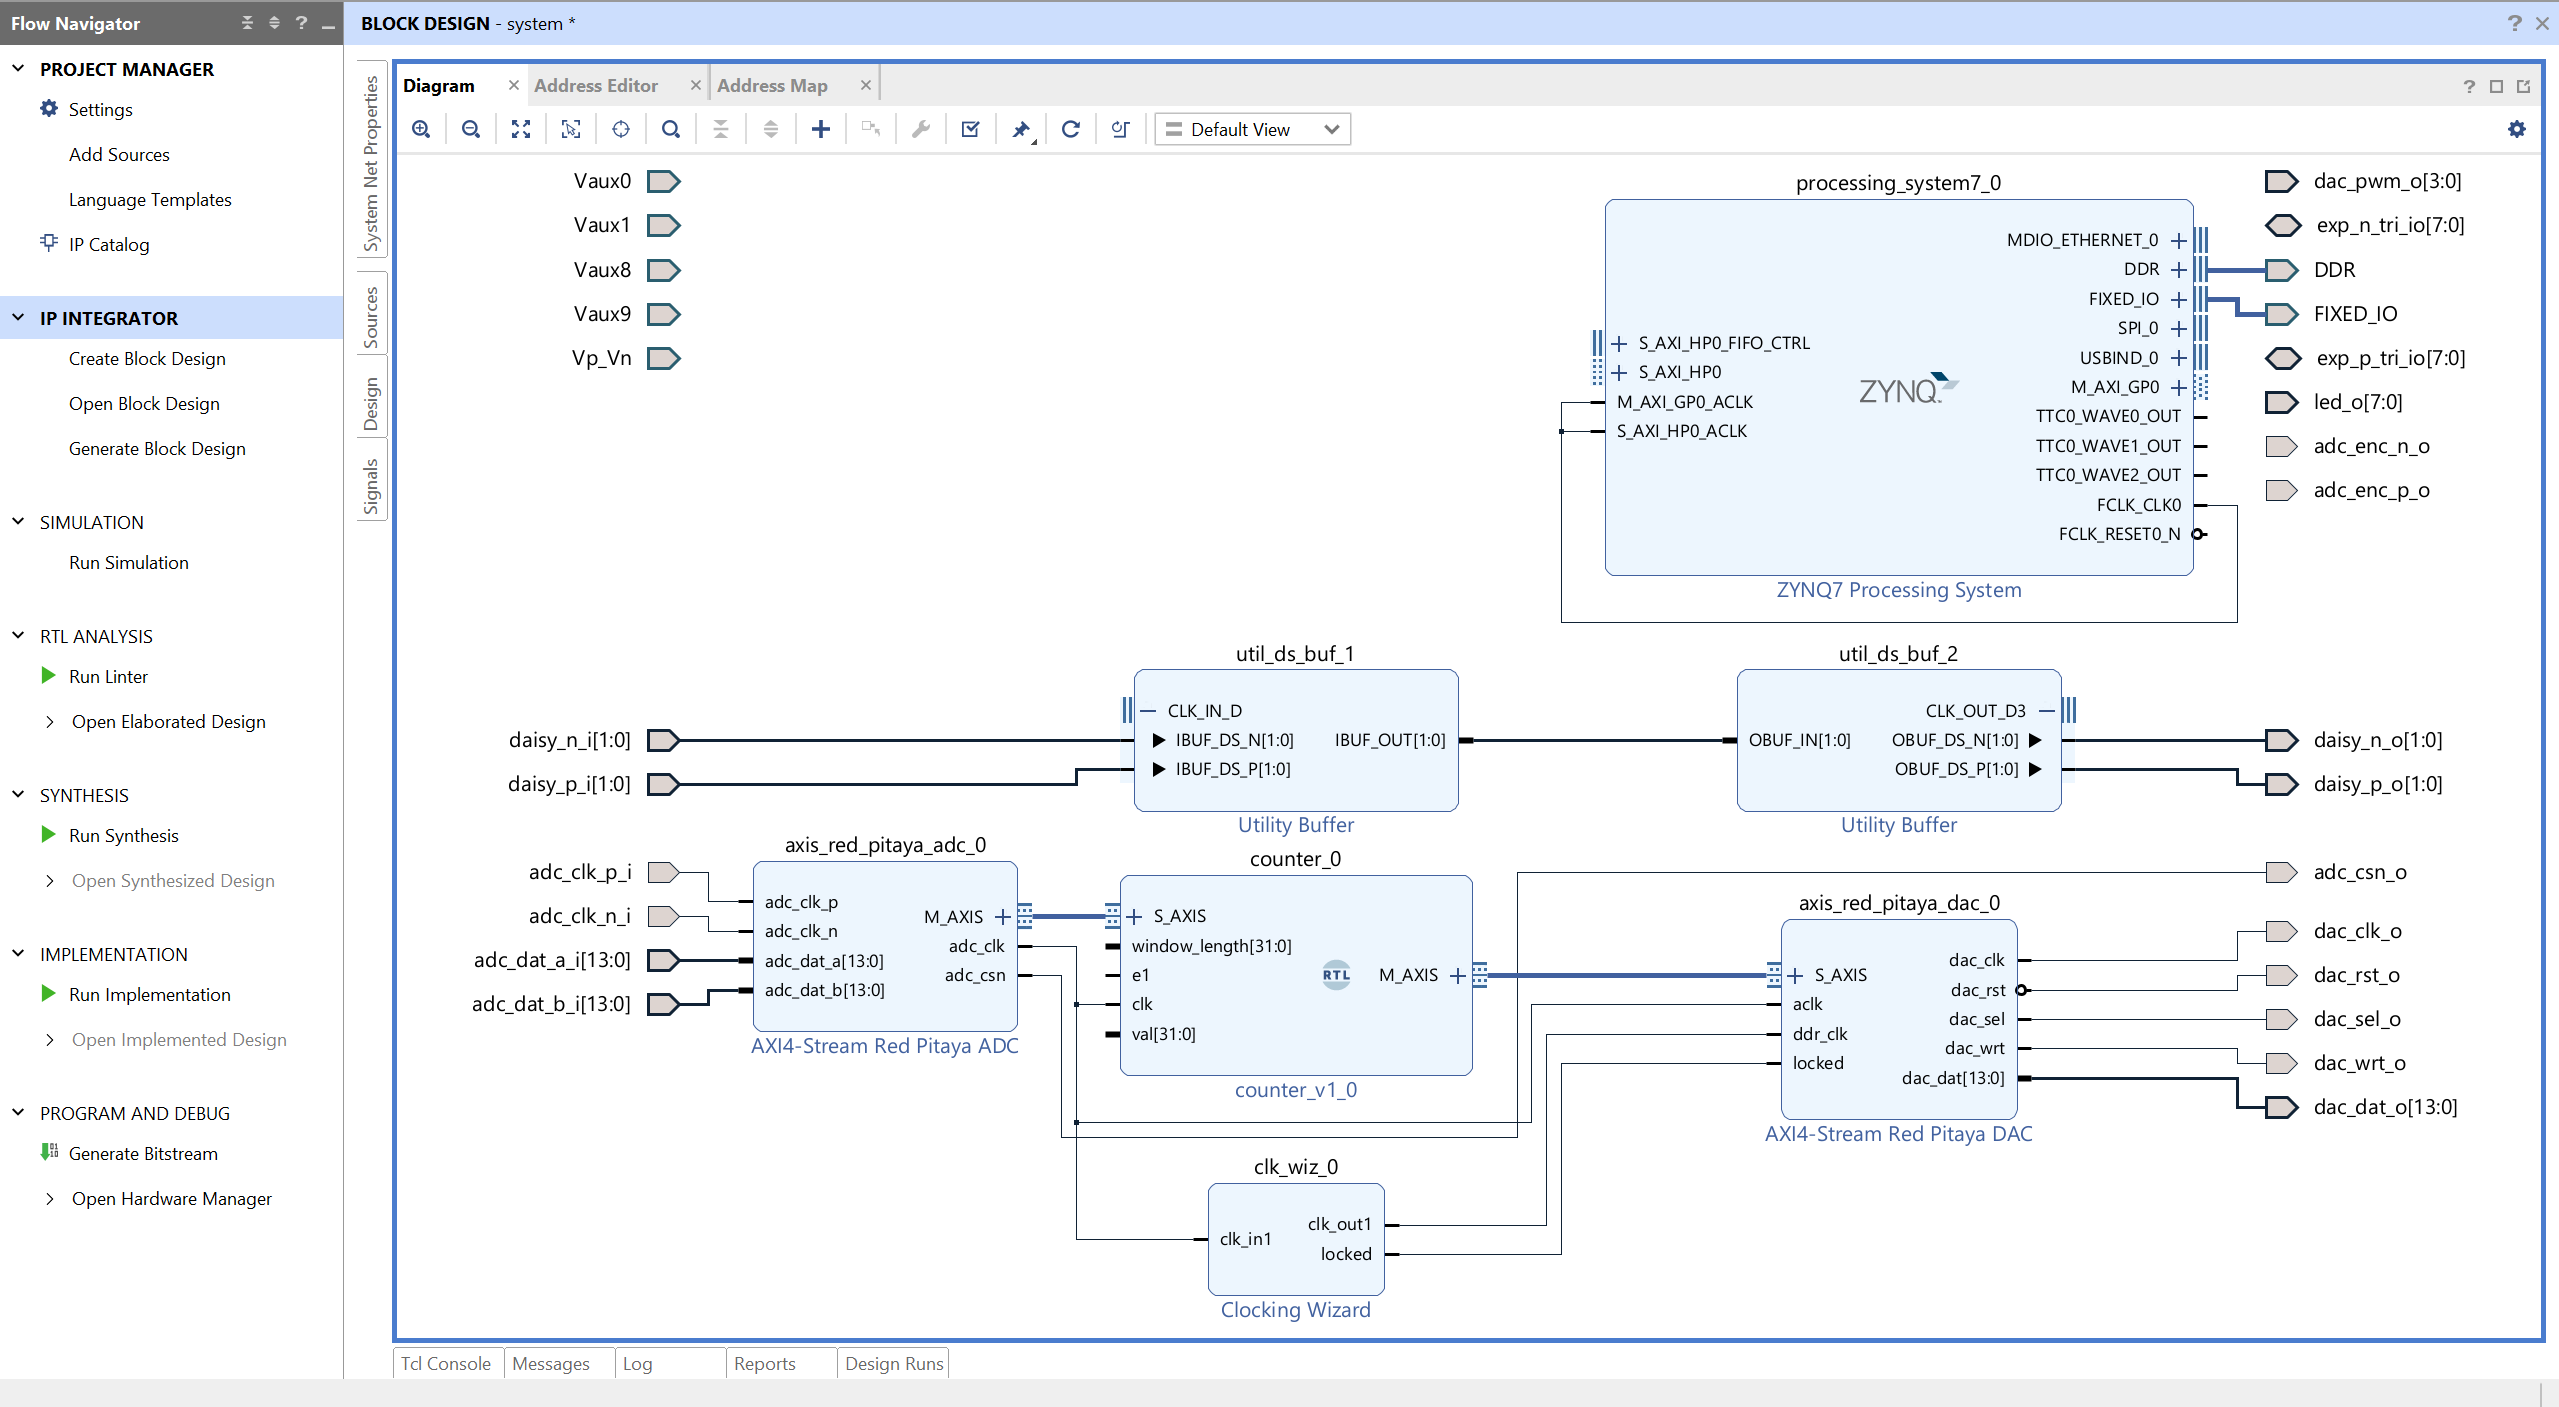 Flow Navigator
?
PROJECT MANAGER
Settings
Add Sources
Language Templates
IP Catalog
IP INTEGRATOR
Create Block Design
Open Block Design
Generate Block Design
SIMULATION
Run Simulation
RTL ANALYSIS
Run Linter
Open Elaborated Design
SYNTHESIS
Run Synthesis
Open Synthesized Design
IMPLEMENTATION
Run Implementation
Open Implemented Design
PROGRAM AND DEBUG
Generate Bitstream
Open Hardware Manager
BLOCK DESIGN - system *
?
System Net Properties
Sources
Design
Signals
Diagram
Address Editor
Address Map
?
Default View
Vaux0
Vaux1
Vaux8
Vaux9
Vp_Vn
processing_system7_0
S_AXI_HP0_FIFO_CTRL
S_AXI_HP0
M_AXI_GP0_ACLK
S_AXI_HP0_ACLK
ZYNQ
MDIO_ETHERNET_0
DDR
FIXED_IO
SPI_0
USBIND_0
M_AXI_GP0
TTC0_WAVE0_OUT
TTC0_WAVE1_OUT
TTC0_WAVE2_OUT
FCLK_CLK0
FCLK_RESET0_N
ZYNQ7 Processing System
dac_pwm_o[3:0]
exp_n_tri_io[7:0]
DDR
FIXED_IO
exp_p_tri_io[7:0]
led_o[7:0]
adc_enc_n_o
adc_enc_p_o
daisy_n_i[1:0]
daisy_p_i[1:0]
util_ds_buf_1
CLK_IN_D
IBUF_DS_N[1:0]
IBUF_DS_P[1:0]
IBUF_OUT[1:0]
Utility Buffer
util_ds_buf_2
OBUF_IN[1:0]
CLK_OUT_D3
OBUF_DS_N[1:0]
OBUF_DS_P[1:0]
Utility Buffer
daisy_n_o[1:0]
daisy_p_o[1:0]
adc_clk_p_i
adc_clk_n_i
adc_dat_a_i[13:0]
adc_dat_b_i[13:0]
axis_red_pitaya_adc_0
adc_clk_p
adc_clk_n
adc_dat_a[13:0]
adc_dat_b[13:0]
M_AXIS
adc_clk
adc_csn
AXI4-Stream Red Pitaya ADC
counter_0
S_AXIS
window_length[31:0]
e1
clk
val[31:0]
RTL
M_AXIS
counter_v1_0
axis_red_pitaya_dac_0
S_AXIS
aclk
ddr_clk
locked
dac_clk
dac_rst
dac_sel
dac_wrt
dac_dat[13:0]
AXI4-Stream Red Pitaya DAC
adc_csn_o
dac_clk_o
dac_rst_o
dac_sel_o
dac_wrt_o
dac_dat_o[13:0]
clk_wiz_0
clk_in1
clk_out1
locked
Clocking Wizard
Tcl Console
Messages
Log
Reports
Design Runs